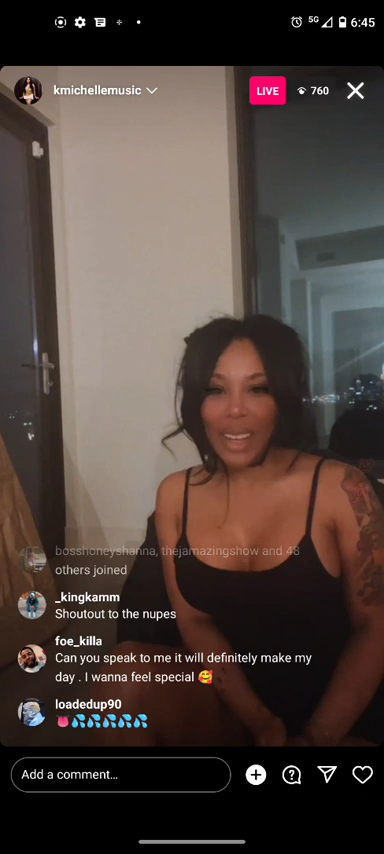 5G 6:45
kmichellemusic LIVE 760
bosshoneyshanna, thejamazingshow and 48
others joined
_kingkamm
Shoutout to the nupes
foe_killa
Can you speak to me it will definitely make my
day . I wanna feel special 🥰
loadedup90
👅💦💦💦💦💦
Add a comment...